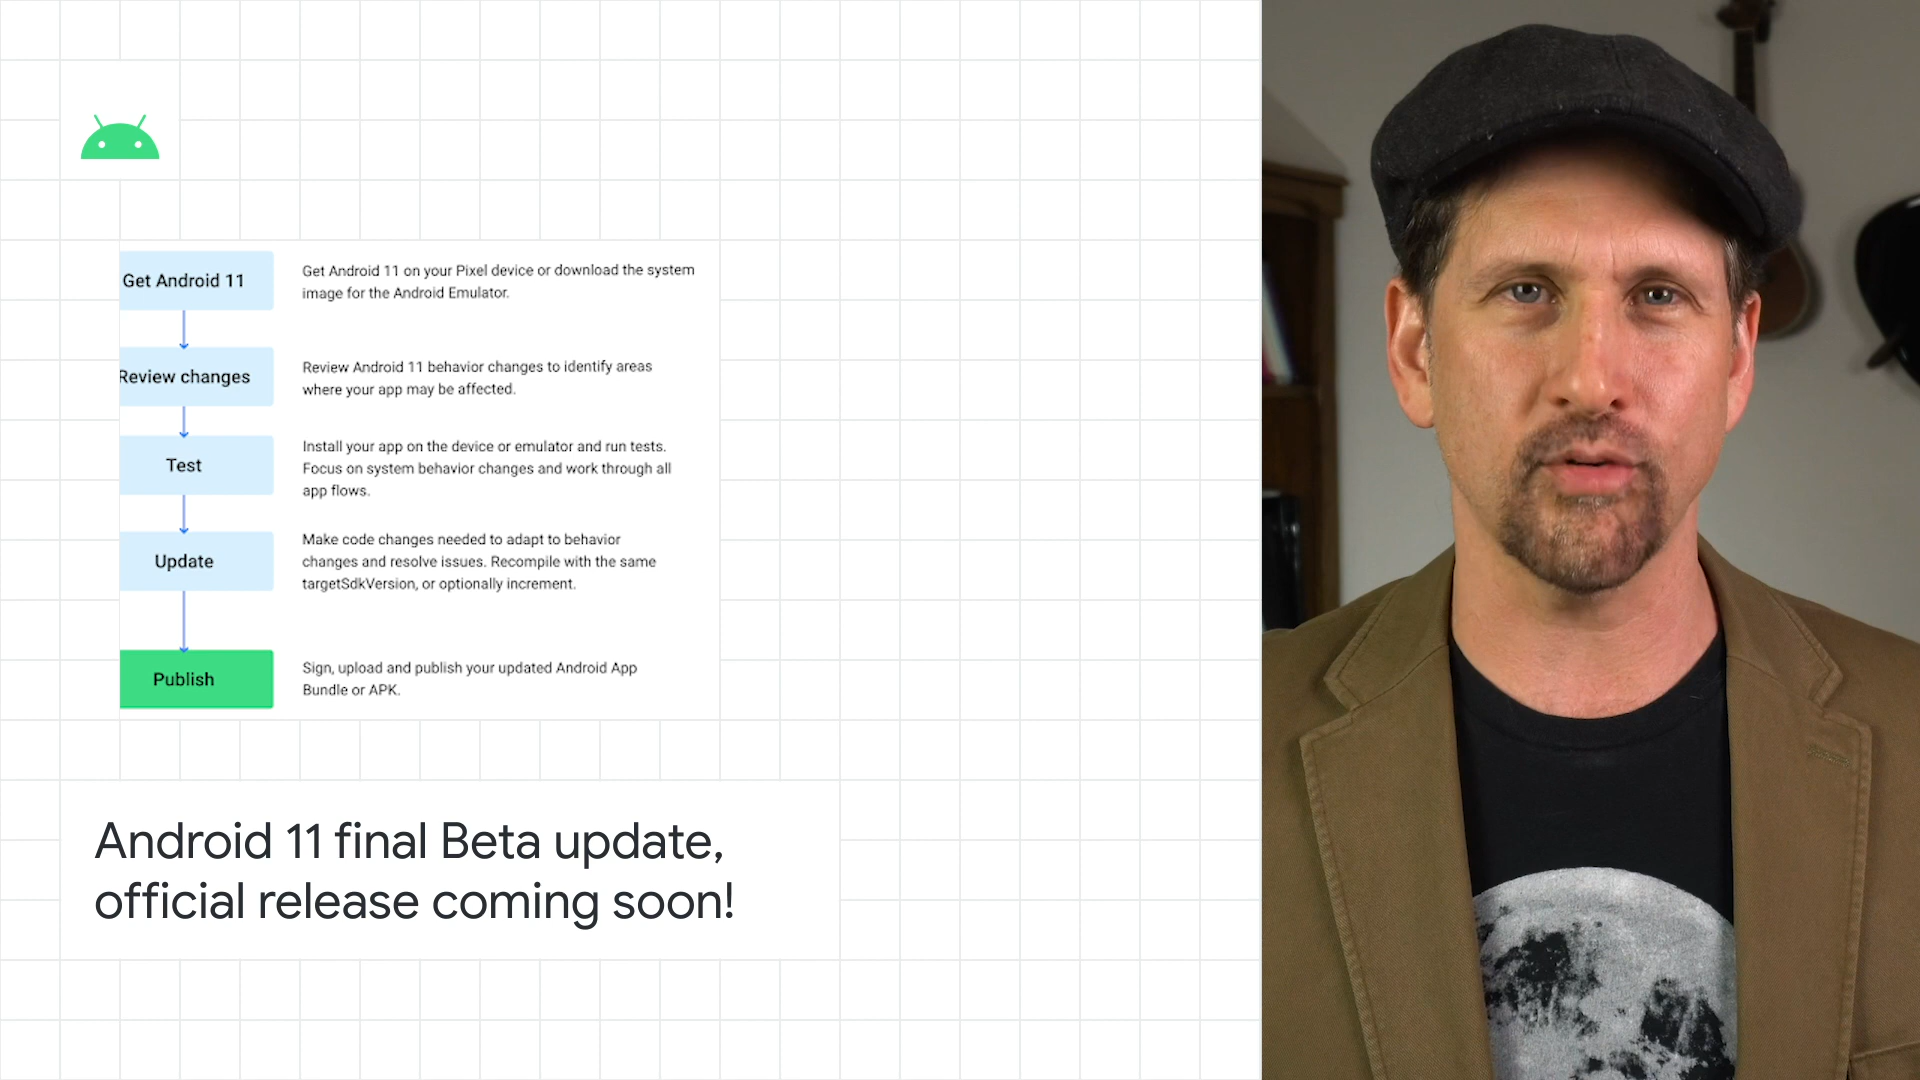 Get Android 11
Get Android 11 on your Pixel device or download the system
image for the Android Emulator.
Review changes
Review Android 11 behavior changes to identify areas
where your app may be affected.
Test
Install your app on the device or emulator and run tests.
Focus on system behavior changes and work through all
app flows.
Update
Make code changes needed to adapt to behavior
changes and resolve issues. Recompile with the same
targetSdkVersion, or optionally increment.
Publish
Sign, upload and publish your updated Android App
Bundle or APK.
Android 11 final Beta update,
official release coming soon!